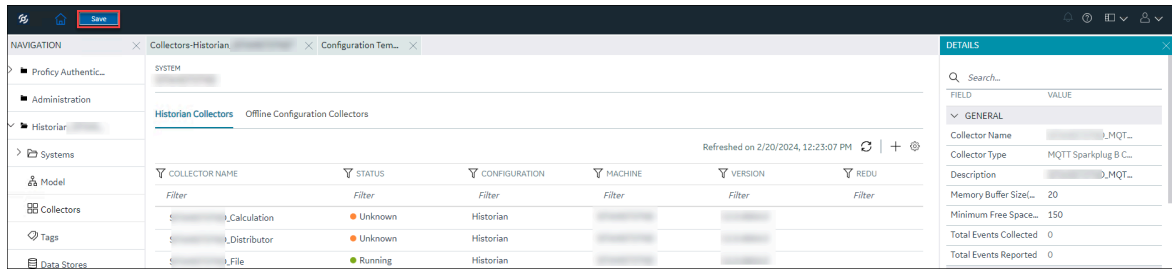 Save
NAVIGATION
Collectors-Historian
Configuration Tem...
DETAILS
Proficy Authentic...
Administration
Historian
Systems
Model
Collectors
Tags
Data Stores
SYSTEM
Historian Collectors Offline Configuration Collectors
Refreshed on 2/20/2024, 12:23:07 PM
COLLECTOR NAME STATUS CONFIGURATION MACHINE VERSION REDU
Filter Filter Filter Filter Filter Filter
_Calculation Unknown Historian
_Distributor Unknown Historian
_File Running Historian
Search...
FIELD VALUE
GENERAL
Collector Name _MQT...
Collector Type MQTT Sparkplug B C...
Description _MQT...
Memory Buffer Size(... 20
Minimum Free Space... 150
Total Events Collected 0
Total Events Reported 0